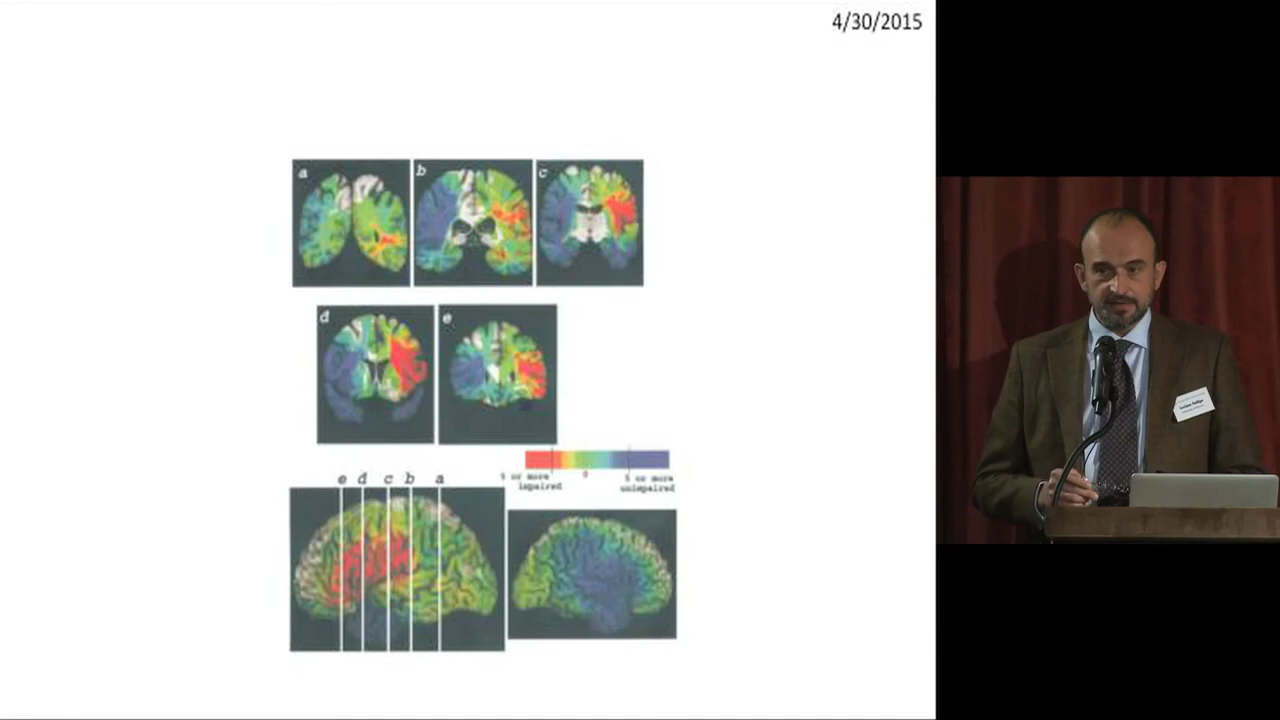 4/30/2015
a
b
c
d
e
5 or more 0 5 or more
impaired unimpaired
e d c b a